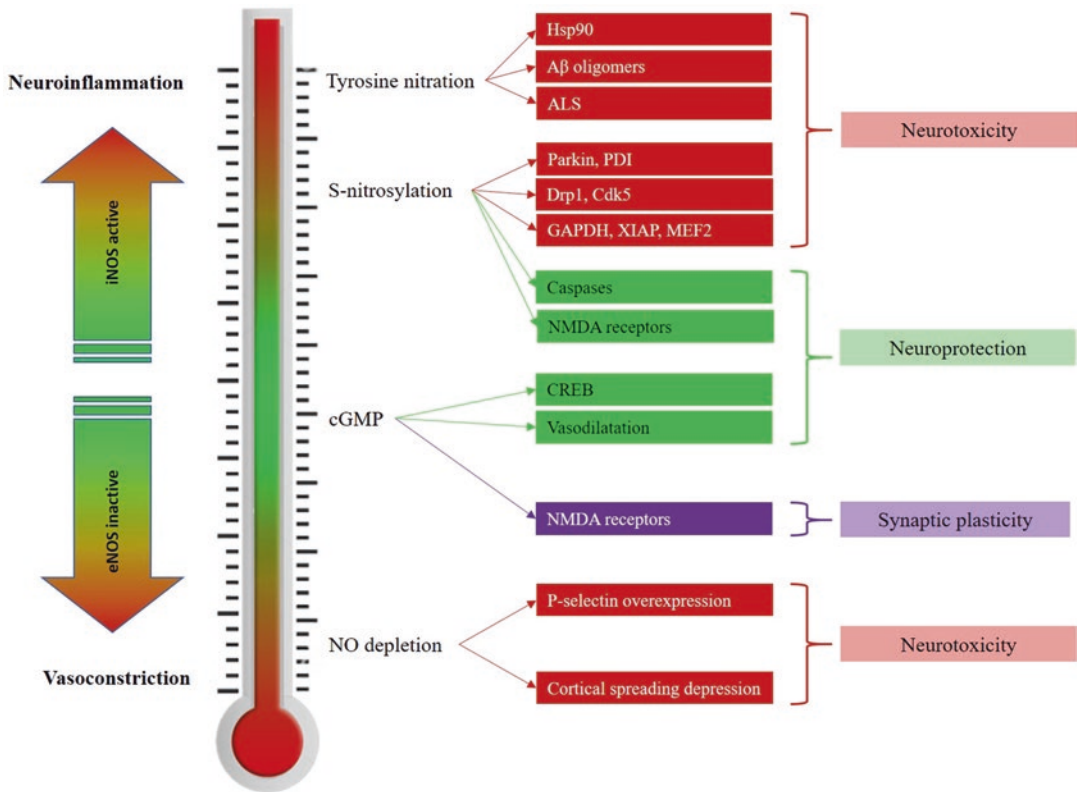 Neuroinflammation
iNOS active
eNOS inactive
Vasoconstriction
Tyrosine nitration
S-nitrosylation
cGMP
NO depletion
Hsp90
Aβ oligomers
ALS
Parkin, PDI
Drp1, Cdk5
GAPDH, XIAP, MEF2
Caspases
NMDA receptors
CREB
Vasodilatation
NMDA receptors
P-selectin overexpression
Cortical spreading depression
Neurotoxicity
Neuroprotection
Synaptic plasticity
Neurotoxicity